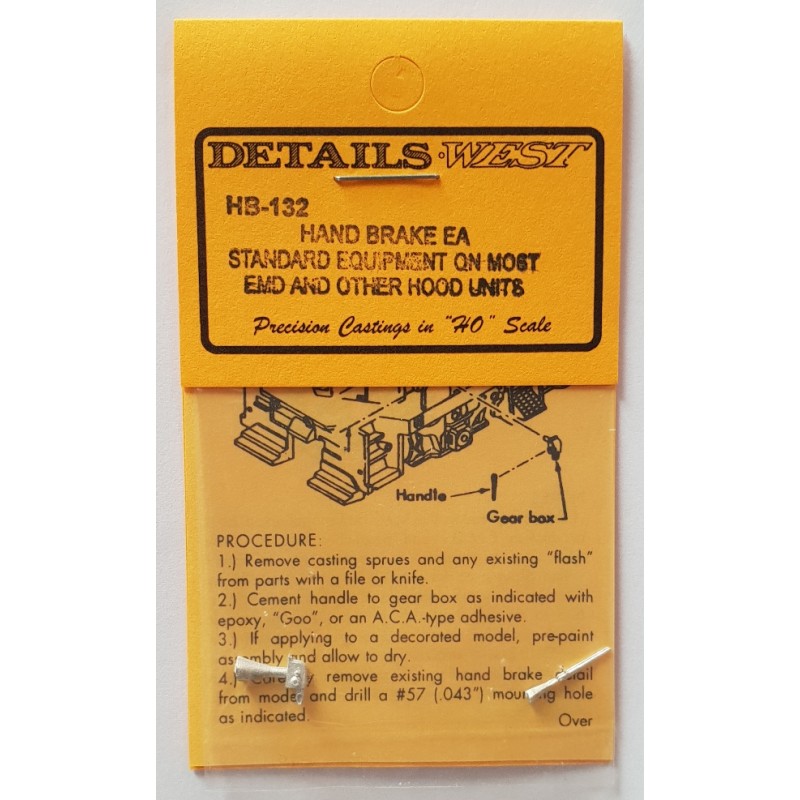 DETAILS WEST
HB-132
HAND BRAKE EA
STANDARD EQUIPMENT ON MOST
EMD AND OTHER HOOD UNITS
Precision Castings in "HO" Scale
Handle
Gear box
PROCEDURE:
1.) Remove casting sprues and any existing "flash"
from parts with a file or knife.
2.) Cement handle to gear box as indicated with
epoxy, "Goo", or an A.C.A.-type adhesive.
3.) If applying to a decorated model, pre-paint
and allow to dry.
4.) remove existing hand brake
from model and drill a #57 (.043") hole
as indicated.
Over